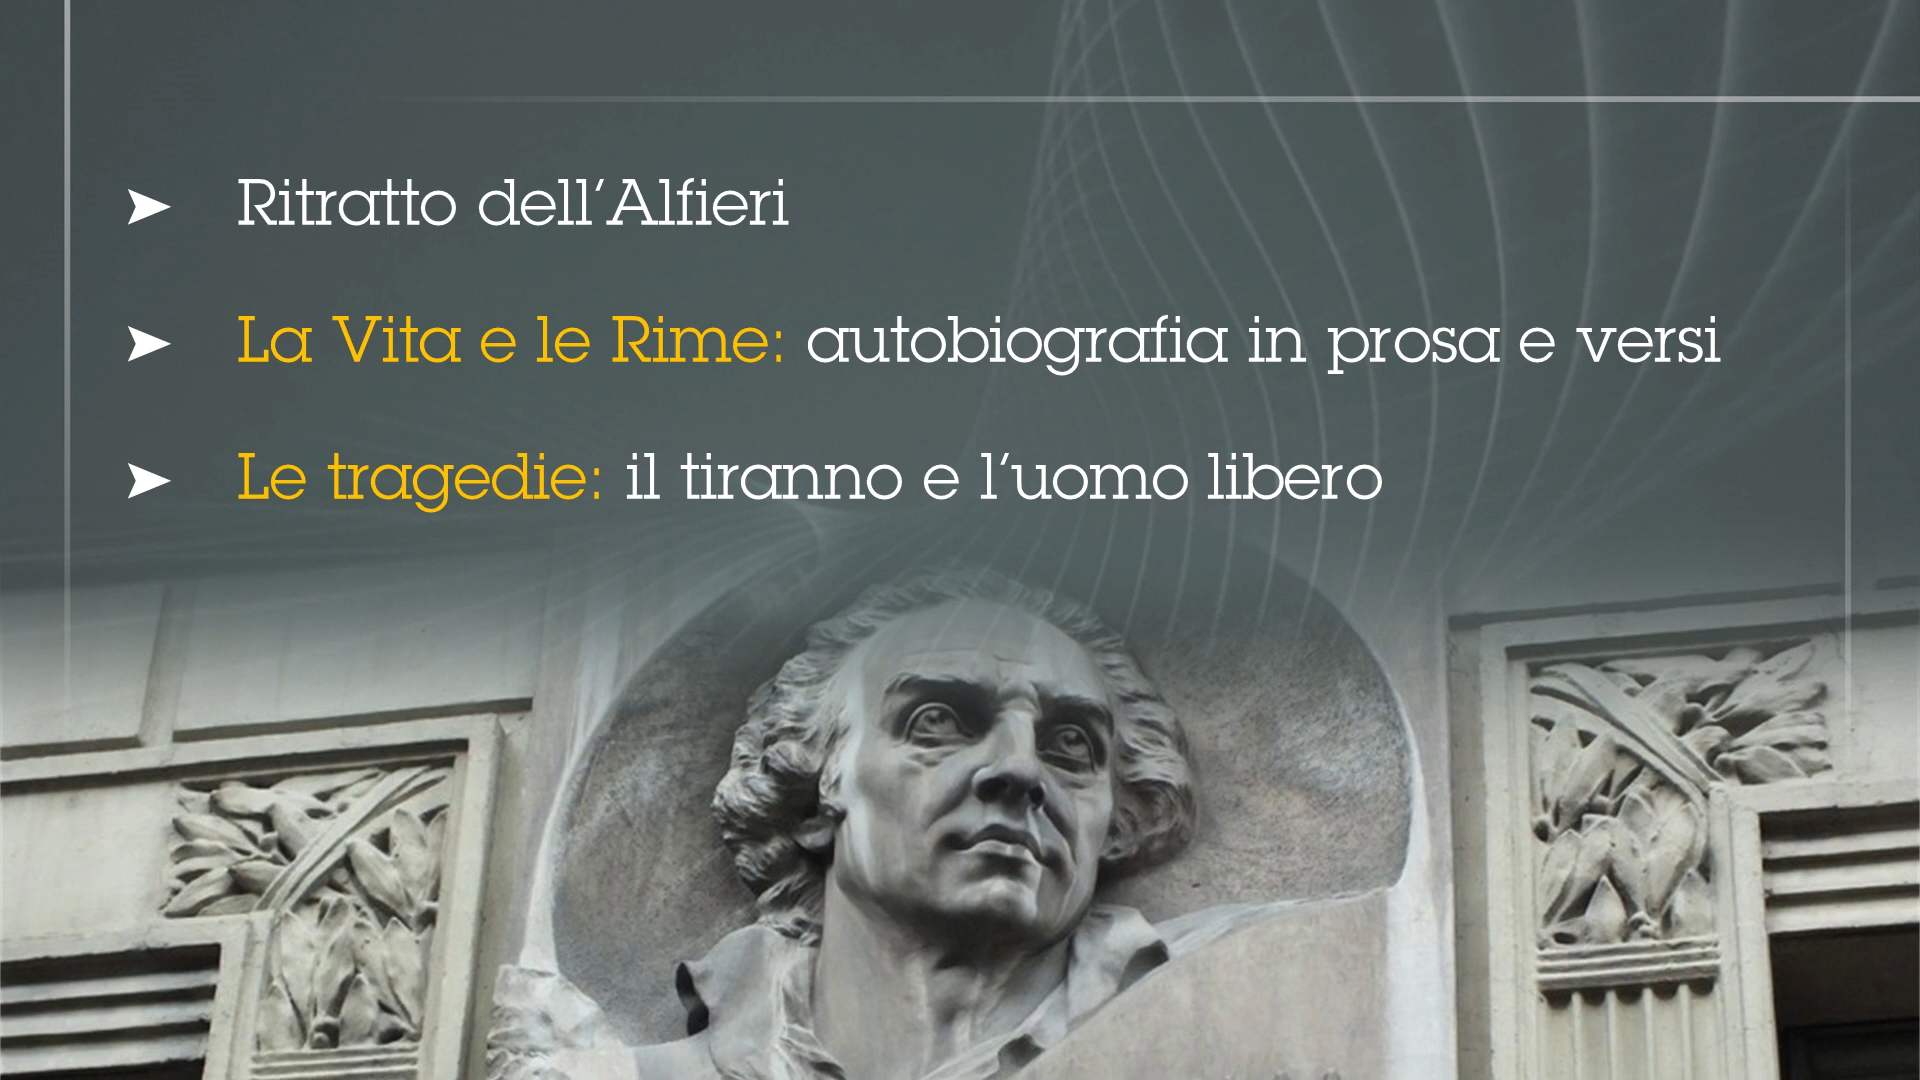 ➤ Ritratto dell’Alfieri
➤ La Vita e le Rime: autobiografia in prosa e versi
➤ Le tragedie: il tiranno e l’uomo libero